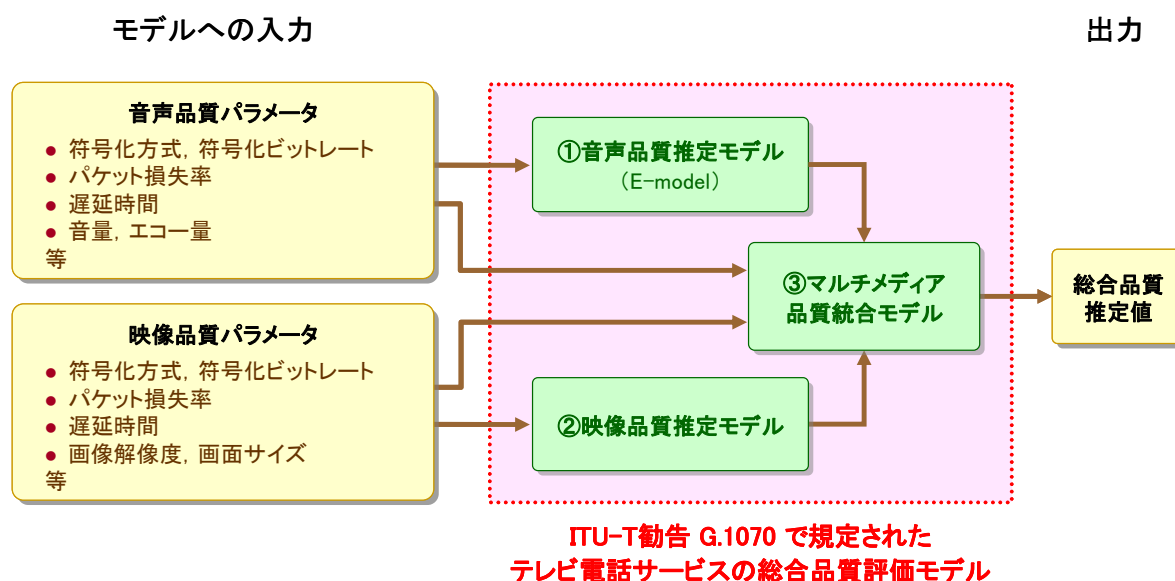 モデルへの入力
出力
音声品質パラメータ
● 符号化方式, 符号化ビットレート
● パケット損失率
● 遅延時間
● 音量, エコー量
等
映像品質パラメータ
● 符号化方式, 符号化ビットレート
● パケット損失率
● 遅延時間
● 画像解像度, 画面サイズ
等
①音声品質推定モデル
（E-model）
③マルチメディア
品質統合モデル
②映像品質推定モデル
総合品質
推定値
ITU-T勧告 G.1070 で規定された
テレビ電話サービスの総合品質評価モデル